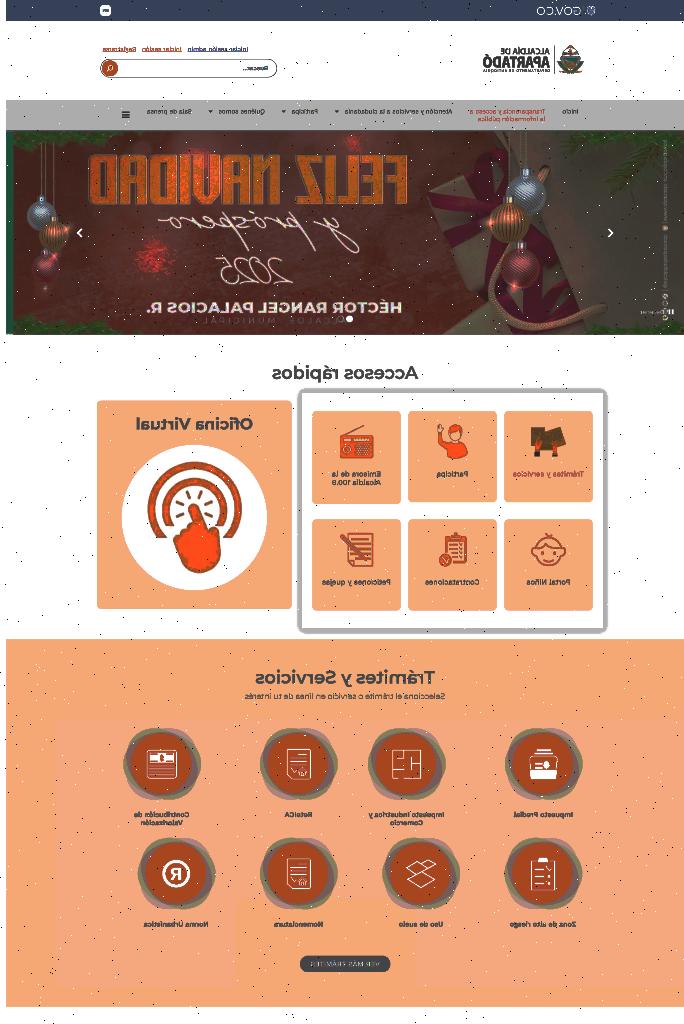 GOV.CO
EN
ALCALDÍA DE
APARTADÓ
DEPARTAMENTO DE ANTIOQUIA
Iniciar sesión admin
Iniciar sesión
Registrarse
Buscar...
Inicio
Transparencia y acceso a
la información pública
Atención y servicios a la ciudadanía
Participa
Quiénes somos
Sala de prensa
FELIZ NAVIDAD
y próspero
2025
HÉCTOR RANGEL PALACIOS R.
ALCALDE MUNICIPAL
Accesos rápidos
Trámites y servicios
Participa
Emisora de la
Alcaldía 100.9
Portal Niños
Contrataciones
Peticiones y quejas
Oficina Virtual
Trámites y Servicios
Selecciona el trámite o servicio en línea de tu interés
Impuesto Predial
Impuesto Industria y
Comercio
ReteICA
Contribución de
Valorización
Zona de alto riesgo
Uso de suelo
Nomenclatura
Norma Urbanística
VER MÁS TRÁMITES